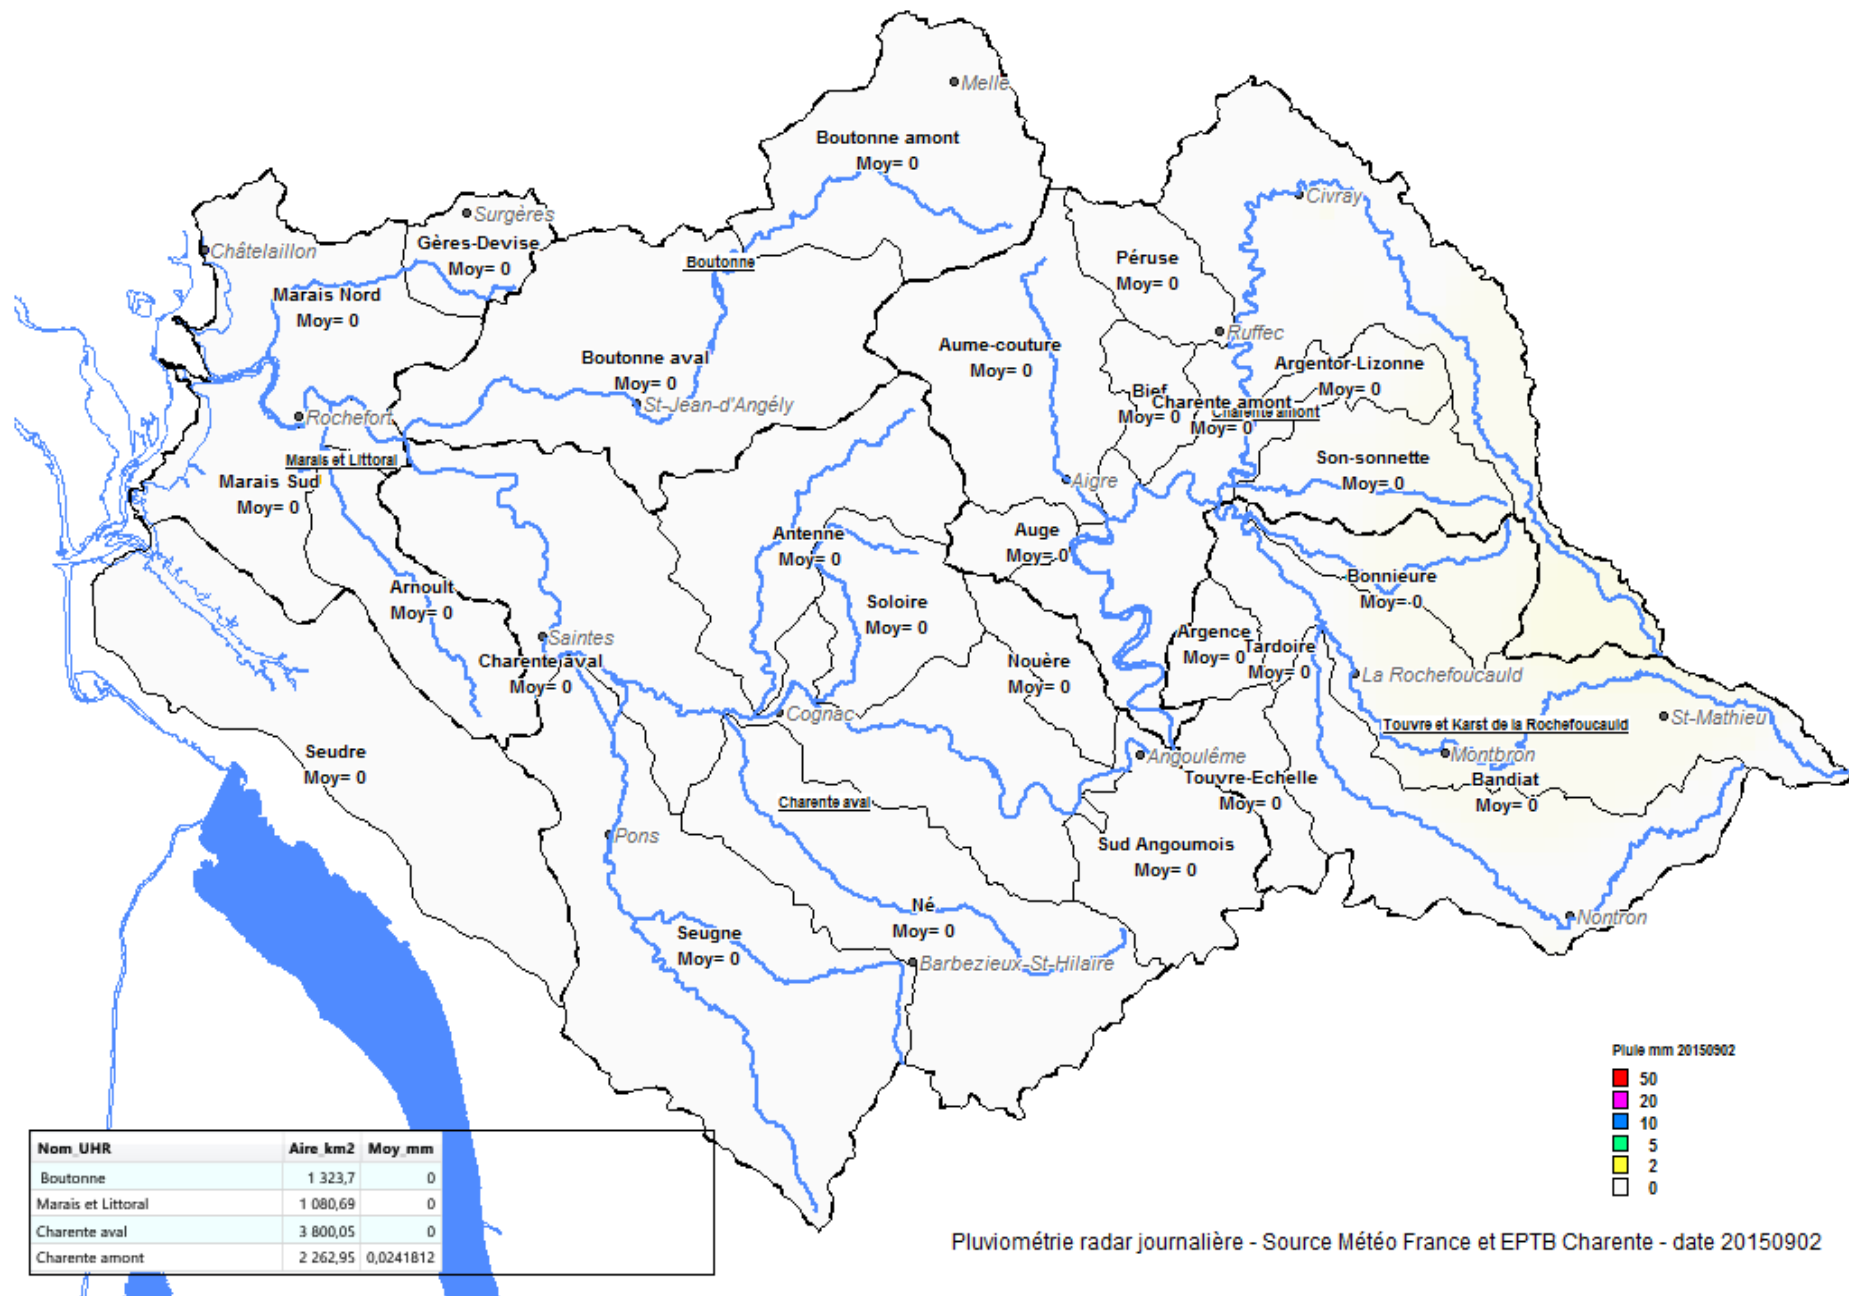 Melle
Boutonne amont
Moy= 0
Civray
Surgères
Châtelaillon
Gères-Devise
Moy= 0
Boutonne
Péruse
Moy= 0
Marais Nord
Moy= 0
Ruffec
Boutonne aval
Moy= 0
Aume-couture
Moy= 0
Argentor-Lizonne
Moy= 0
Bief
Moy= 0
Charente amont
Moy= 0
Charente amont
St-Jean-d'Angély
Rochefort
Marais et Littoral
Marais Sud
Moy= 0
Son-sonnette
Moy= 0
Aigre
Antenne
Moy= 0
Auge
Moy= 0
Bonnieure
Moy= 0
Arnoult
Moy= 0
Soloire
Moy= 0
Saintes
Argence
Moy= 0
Tardoire
Moy= 0
Charente aval
Moy= 0
Nouère
Moy= 0
La Rochefoucauld
Cognac
St-Mathieu
Touvre et Karst de la Rochefoucauld
Seudre
Moy= 0
Angoulême
Montbron
Touvre-Echelle
Moy= 0
Bandiat
Moy= 0
Charente aval
Pons
Sud Angoumois
Moy= 0
Né
Moy= 0
Nontron
Seugne
Moy= 0
Barbezieux-St-Hilaire
Pluie mm 20150902
50
20
10
5
2
0
Nom_UHR Aire_km2 Moy_mm
Boutonne 1 323,7 0
Marais et Littoral 1 080,69 0
Charente aval 3 800,05 0
Charente amont 2 262,95 0,0241812
Pluviométrie radar journalière - Source Météo France et EPTB Charente - date 20150902